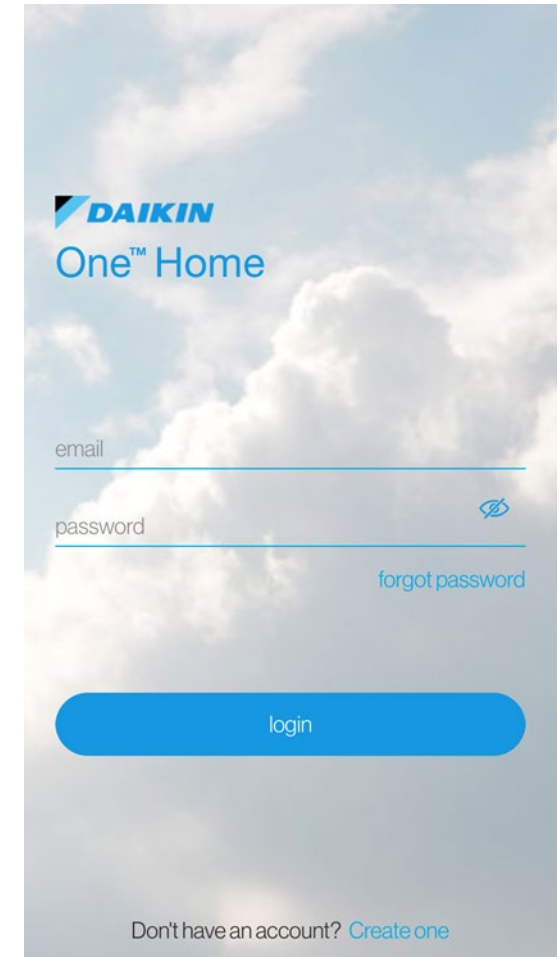 DAIKIN
One™ Home
email
password
forgot password
login
Don't have an account? Create one